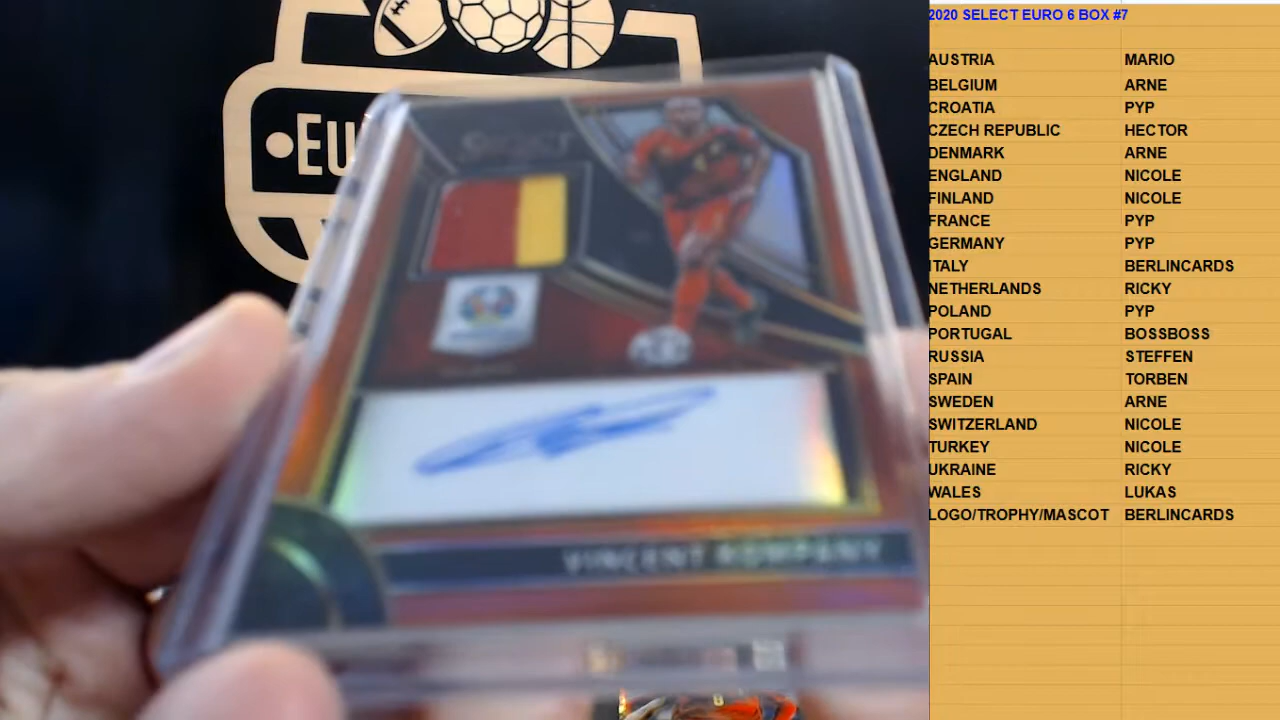 2020 SELECT EURO 6 BOX #7
AUSTRIA MARIO
BELGIUM ARNE
CROATIA PYP
CZECH REPUBLIC HECTOR
DENMARK ARNE
ENGLAND NICOLE
FINLAND NICOLE
FRANCE PYP
GERMANY PYP
ITALY BERLINCARDS
NETHERLANDS RICKY
POLAND PYP
PORTUGAL BOSSBOSS
RUSSIA STEFFEN
SPAIN TORBEN
SWEDEN ARNE
SWITZERLAND NICOLE
TURKEY NICOLE
UKRAINE RICKY
WALES LUKAS
LOGO/TROPHY/MASCOT BERLINCARDS
EU
SELECT
VINCENT KOMPANY